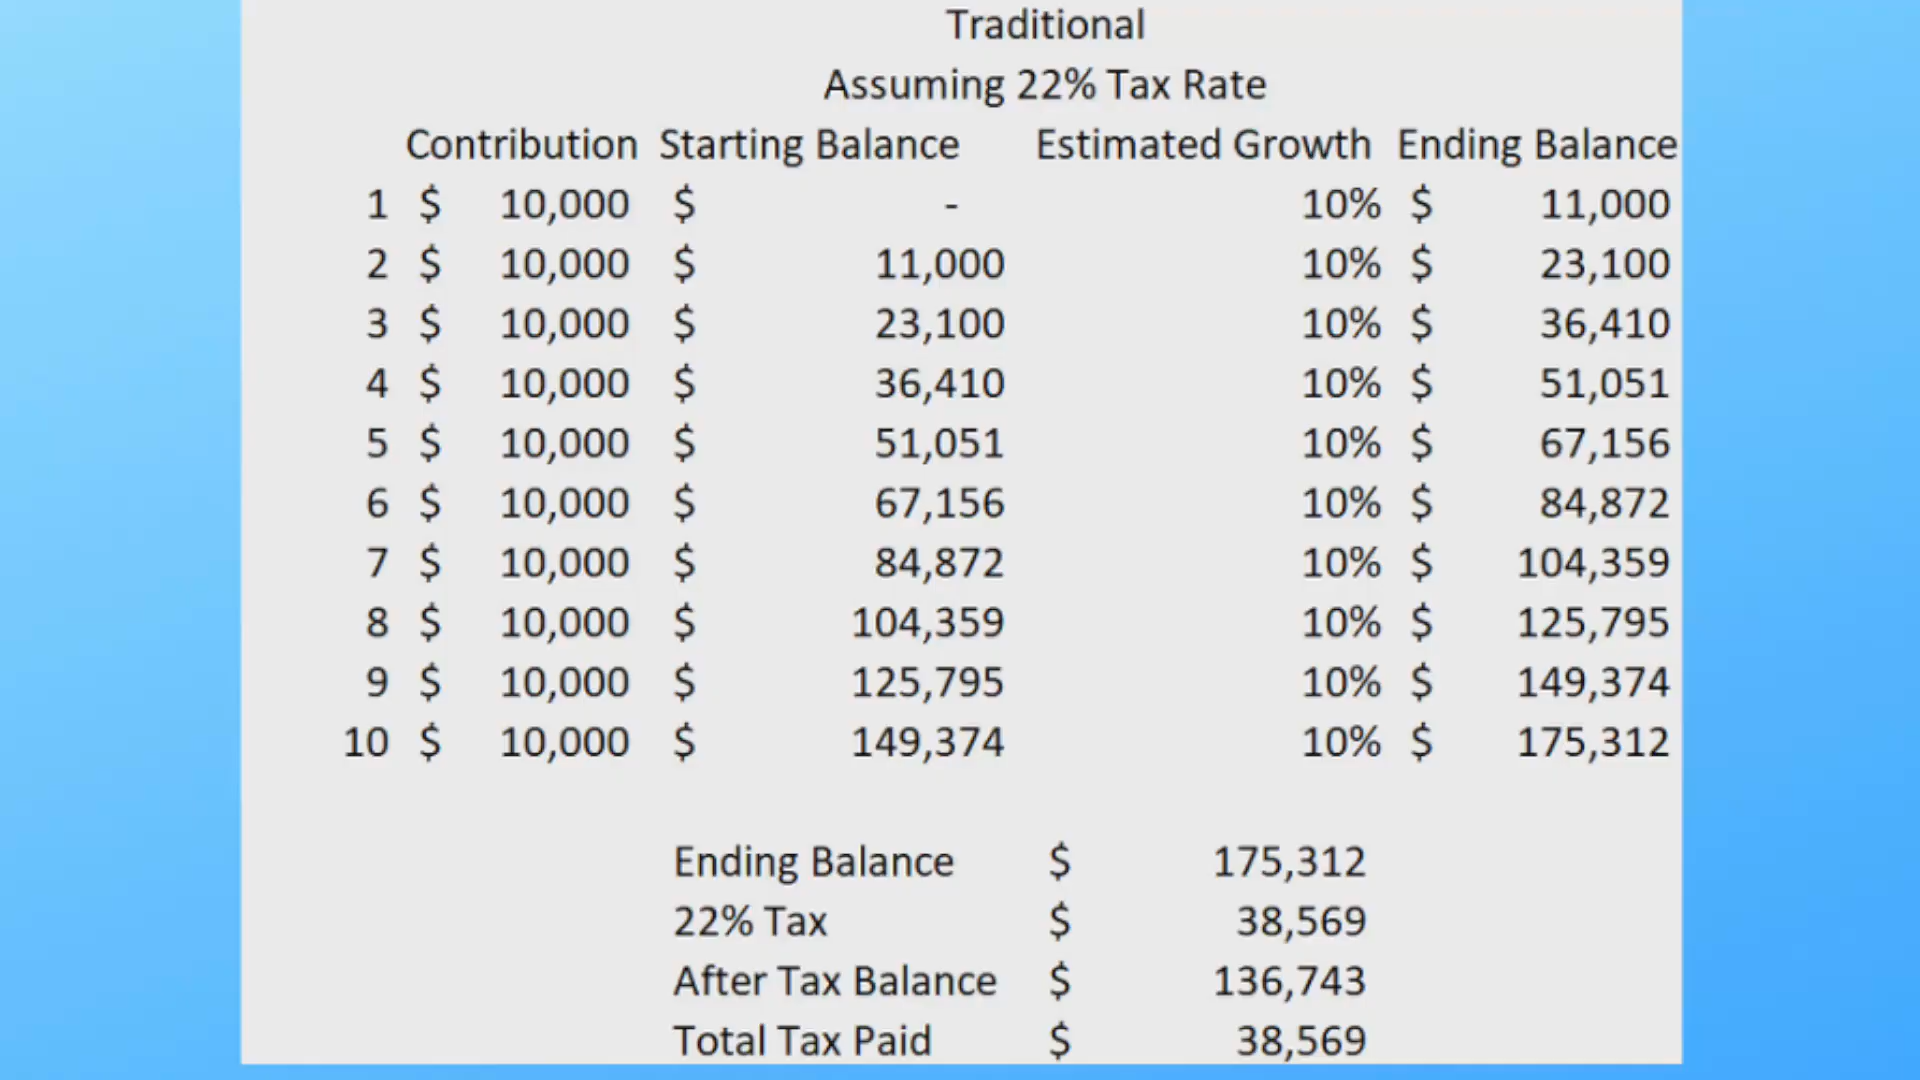 Traditional
Assuming 22% Tax Rate
Contribution Starting Balance Estimated Growth Ending Balance
1 $ 10,000 $ - 10% $ 11,000
2 $ 10,000 $ 11,000 10% $ 23,100
3 $ 10,000 $ 23,100 10% $ 36,410
4 $ 10,000 $ 36,410 10% $ 51,051
5 $ 10,000 $ 51,051 10% $ 67,156
6 $ 10,000 $ 67,156 10% $ 84,872
7 $ 10,000 $ 84,872 10% $ 104,359
8 $ 10,000 $ 104,359 10% $ 125,795
9 $ 10,000 $ 125,795 10% $ 149,374
10 $ 10,000 $ 149,374 10% $ 175,312
Ending Balance $ 175,312
22% Tax $ 38,569
After Tax Balance $ 136,743
Total Tax Paid $ 38,569